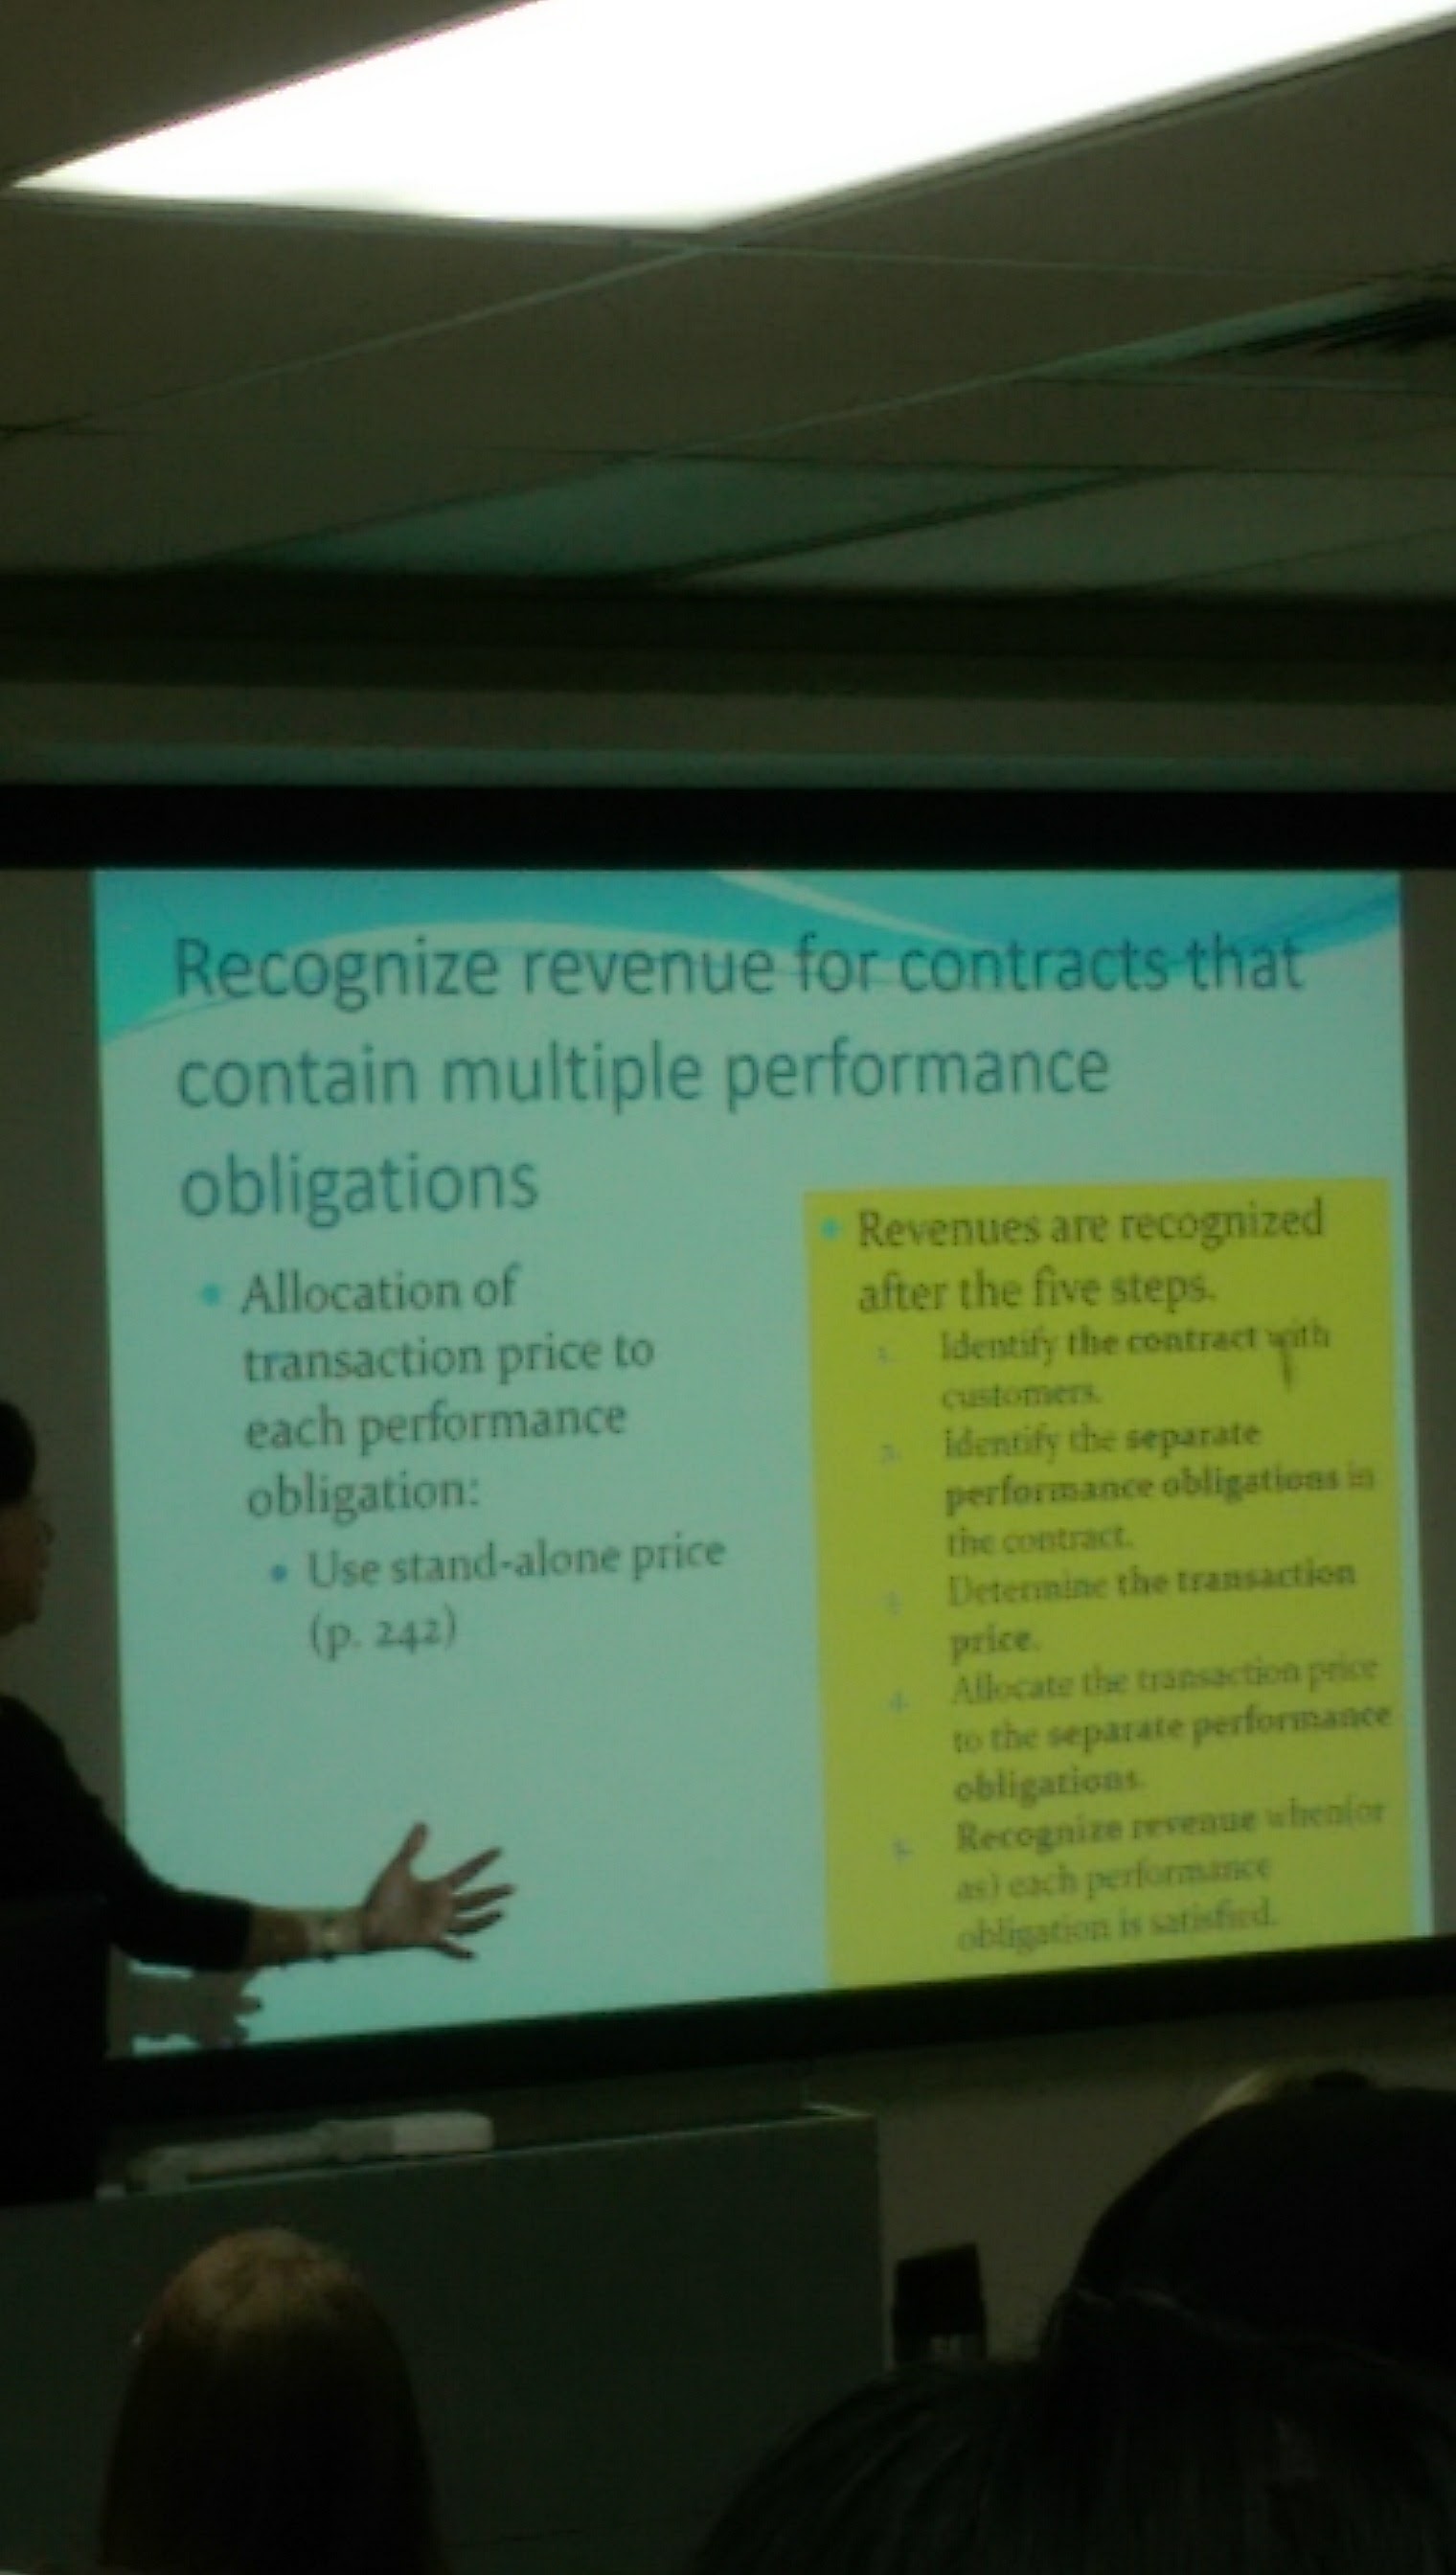 Recognize revenue for contracts that
contain multiple performance
obligations
• Allocation of
transaction price to
each performance
obligation:
• Use stand-alone price
(p. 242)
• Revenues are recognized
after the five steps.
1. Identify the contract with
customers.
2. Identify the separate
performance obligations in
the contract.
3. Determine the transaction
price.
4. Allocate the transaction price
to the separate performance
obligations.
5. Recognize revenue when(or
as) each performance
obligation is satisfied.